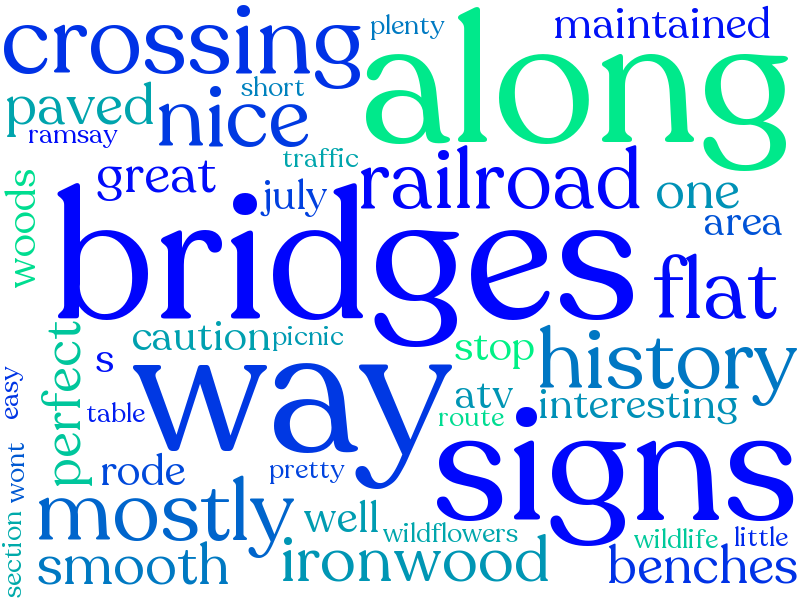 crossing
plenty
along
maintained
paved
nice
short
ramsay
traffic
great
july
railroad
one
area
woods
bridges
flat
perfect
caution
picnic
s
stop
history
easy
table
way
atv
route
interesting
wont
rode
pretty
signs
mostly
well
wildflowers
wildlife
little
section
smooth
ironwood
benches